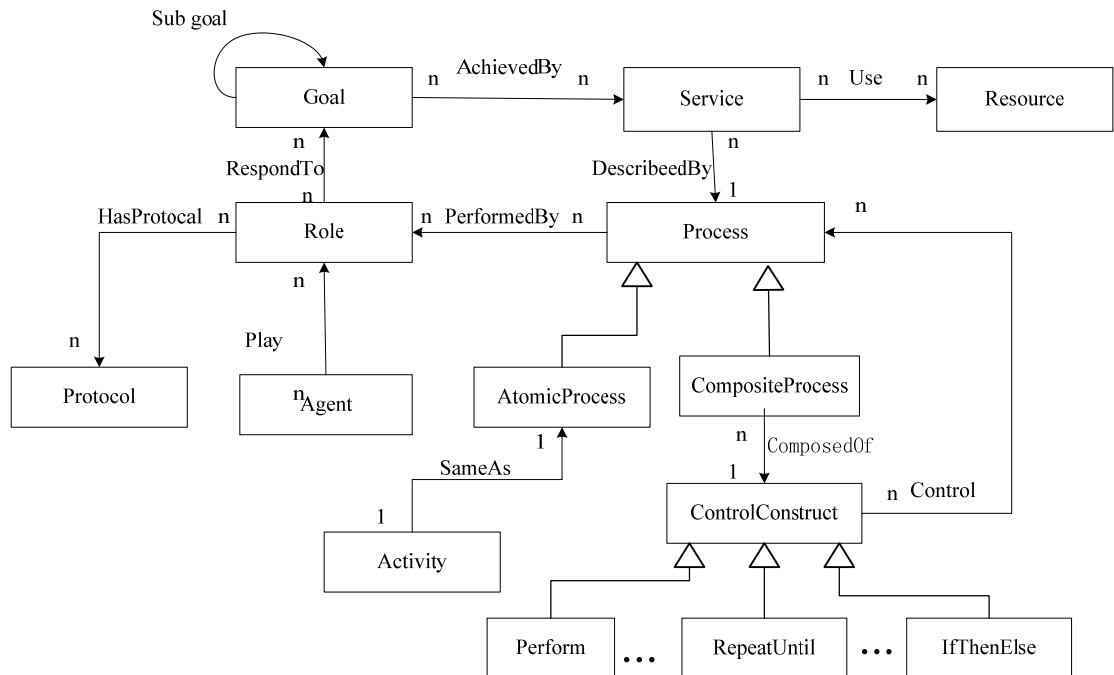 Sub goal
Goal
n AchievedBy n
Service
n Use n
Resource
n
RespondTo
n
n
DescribeedBy
1
HasProtocal n
Role
n PerformedBy n
Process
n
n
Play
n
Agent
n
Protocol
AtomicProcess
CompositeProcess
1
SameAs
1
Activity
n
ComposedOf
1
ControlConstruct
n Control
Perform
...
RepeatUntil
...
IfThenElse